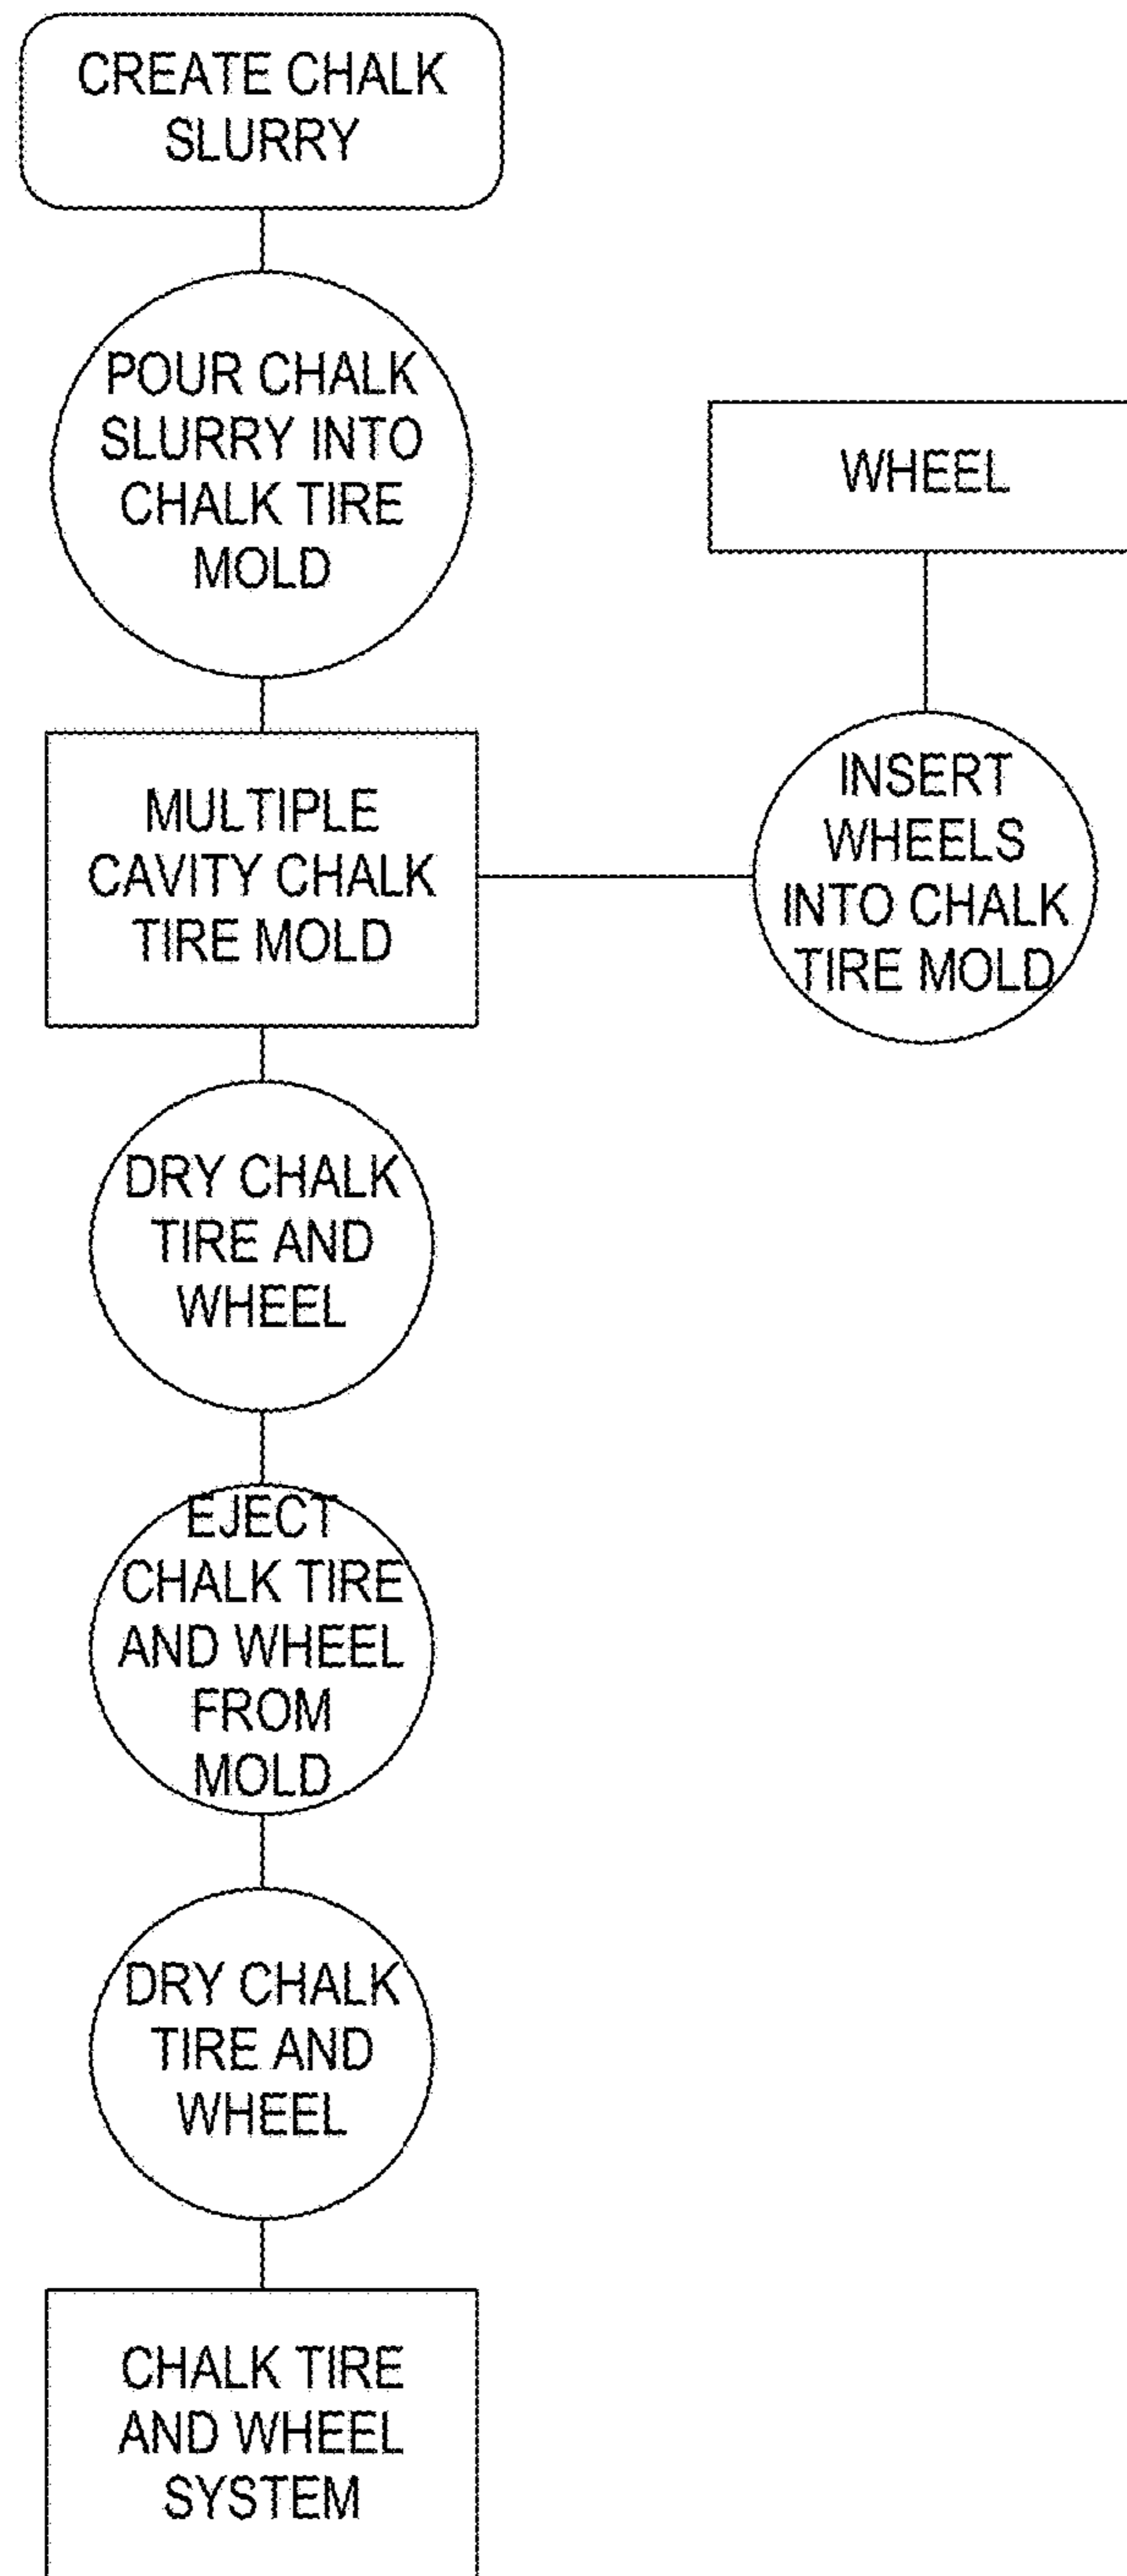 CREATE CHALK
SLURRY
POUR CHALK
SLURRY INTO
CHALK TIRE
MOLD
WHEEL
MULTIPLE
CAVITY CHALK
TIRE MOLD
INSERT
WHEELS
INTO CHALK
TIRE MOLD
DRY CHALK
TIRE AND
WHEEL
EJECT
CHALK TIRE
AND WHEEL
FROM
MOLD
DRY CHALK
TIRE AND
WHEEL
CHALK TIRE
AND WHEEL
SYSTEM